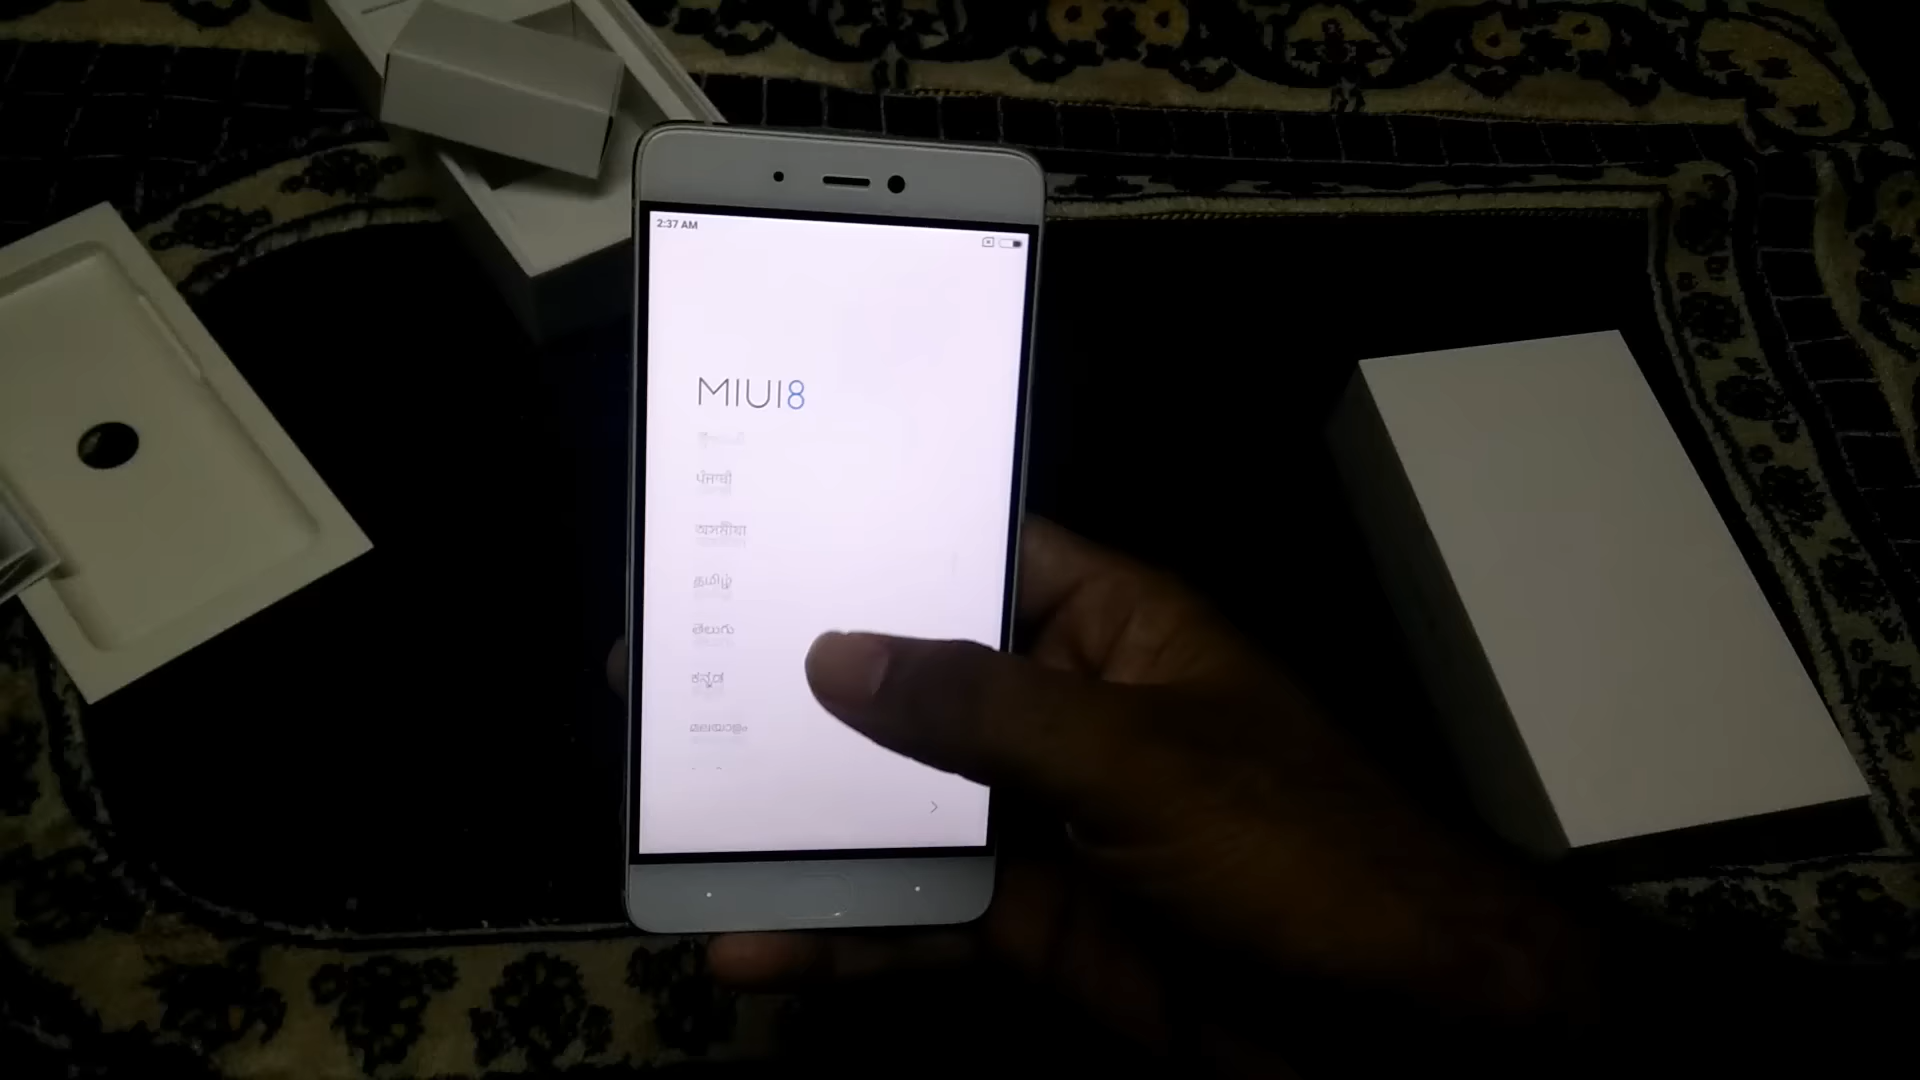 2:37 AM
MIUI8
ਪੰਜਾਬੀ
অসমীয়া
தமிழ்
తెలుగు
ಕನ್ನಡ
മലയാളം